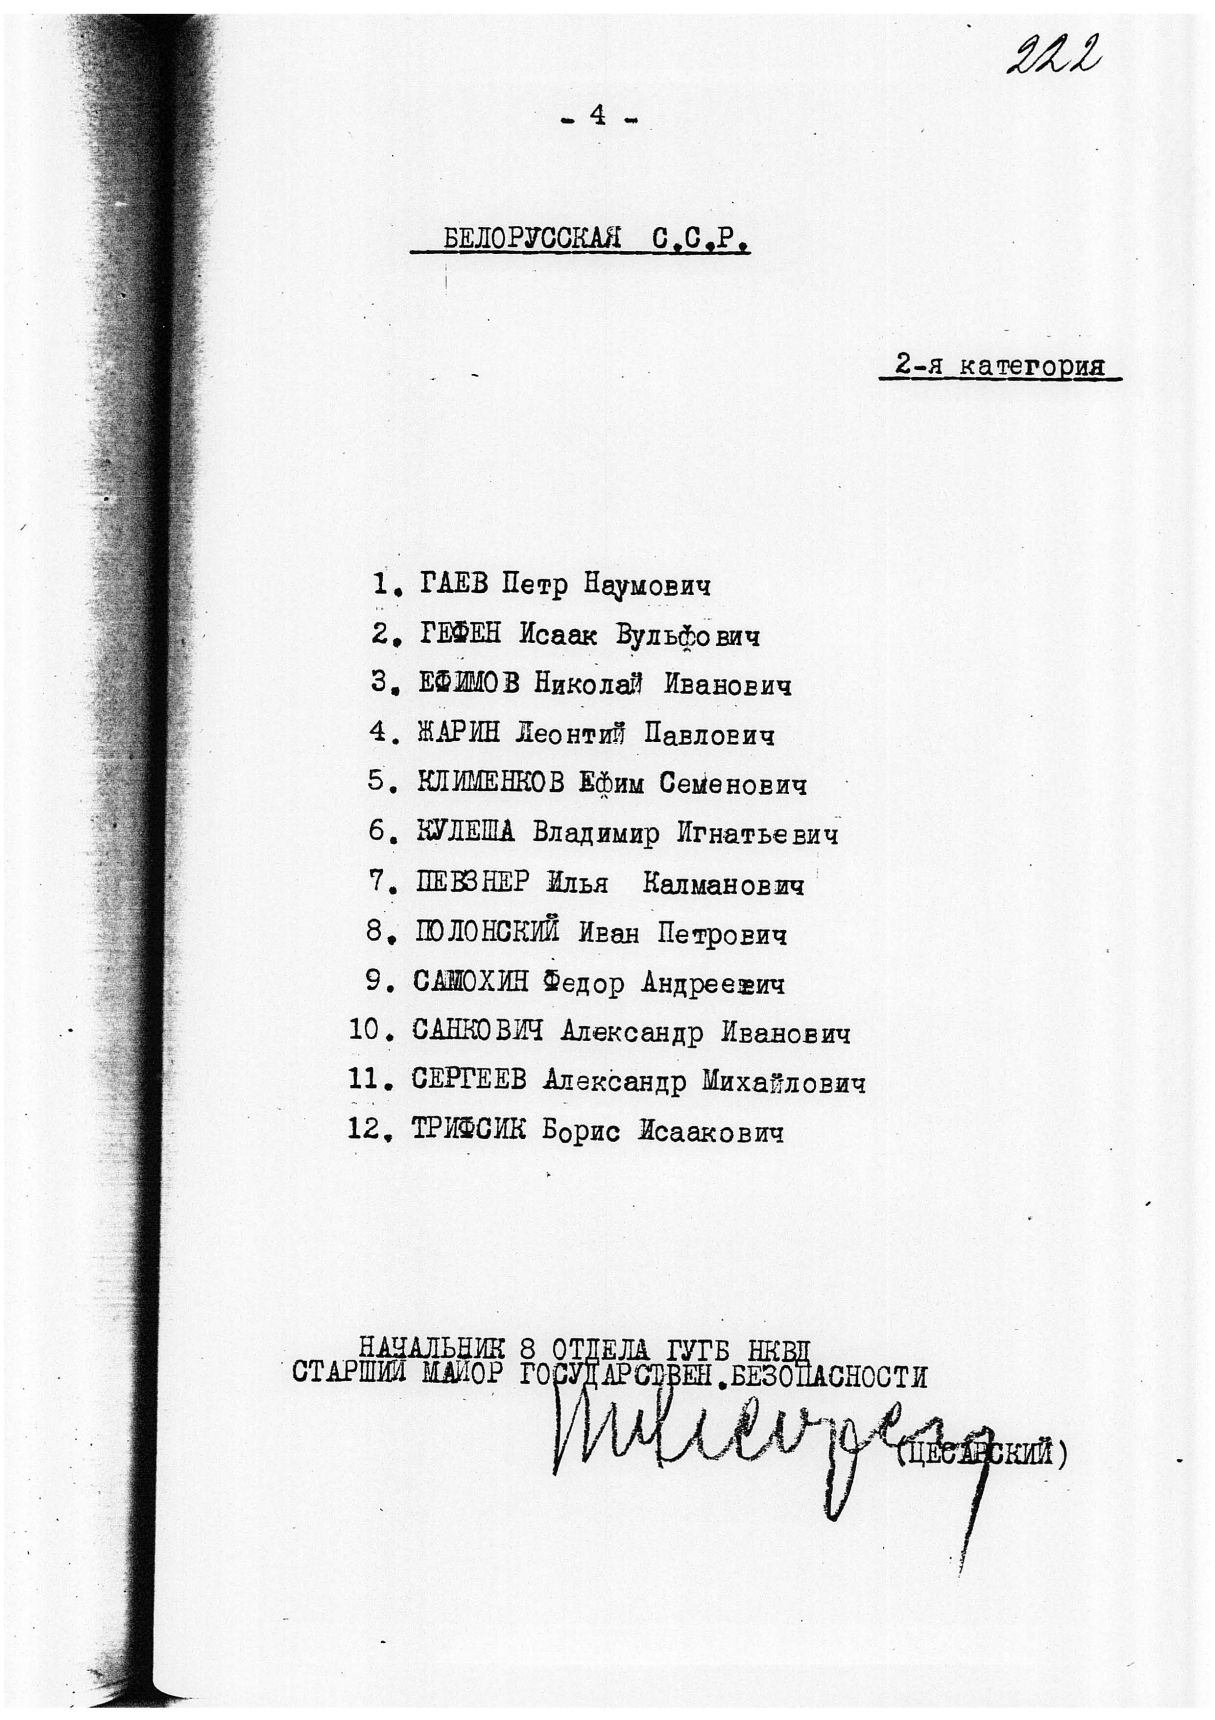 222
- 4 -
БЕЛОРУССКАЯ С.С.Р.
2-я категория
1. ГАЕВ Петр Наумович
2. ГЕФЕН Исаак Вульфович
3. ЕФИМОВ Николай Иванович
4. ЖАРИН Леонтий Павлович
5. КЛИМЕНКОВ Ефим Семенович
6. КУЛЕША Владимир Игнатьевич
7. ПЕВЗНЕР Илья Калманович
8. ПОЛОНСКИЙ Иван Петрович
9. САМОХИН Федор Андреевич
10. САНКОВИЧ Александр Иванович
11. СЕРГЕЕВ Александр Михайлович
12. ТРИФСИК Борис Исаакович
НАЧАЛЬНИК 8 ОТДЕЛА ГУГБ НКВД
СТАРШИЙ МАЙОР ГОСУДАРСТВЕН.БЕЗОПАСНОСТИ
(ЦЕСАРСКИЙ)